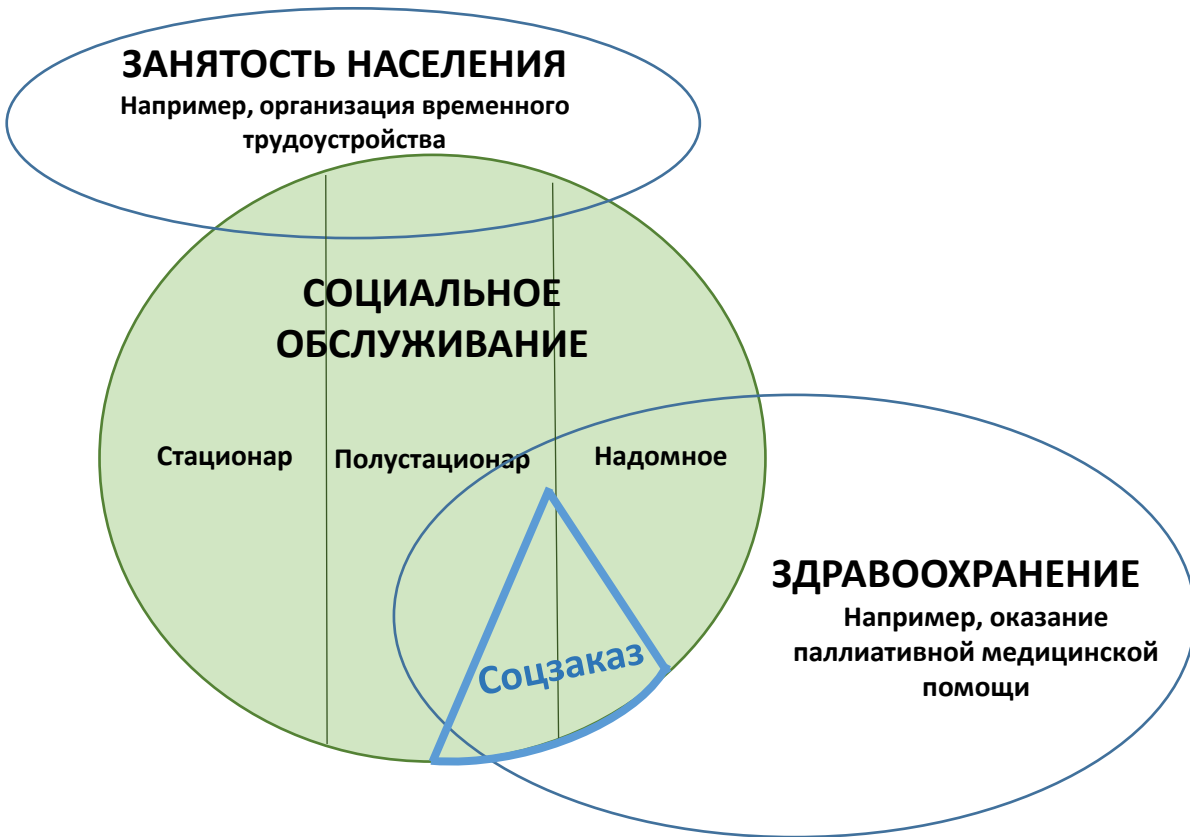 ЗАНЯТОСТЬ НАСЕЛЕНИЯ
Например, организация временного
трудоустройства
СОЦИАЛЬНОЕ
ОБСЛУЖИВАНИЕ
Стационар
Полустационар
Надомное
ЗДРАВООХРАНЕНИЕ
Например, оказание
паллиативной медицинской
помощи
Соцзаказ